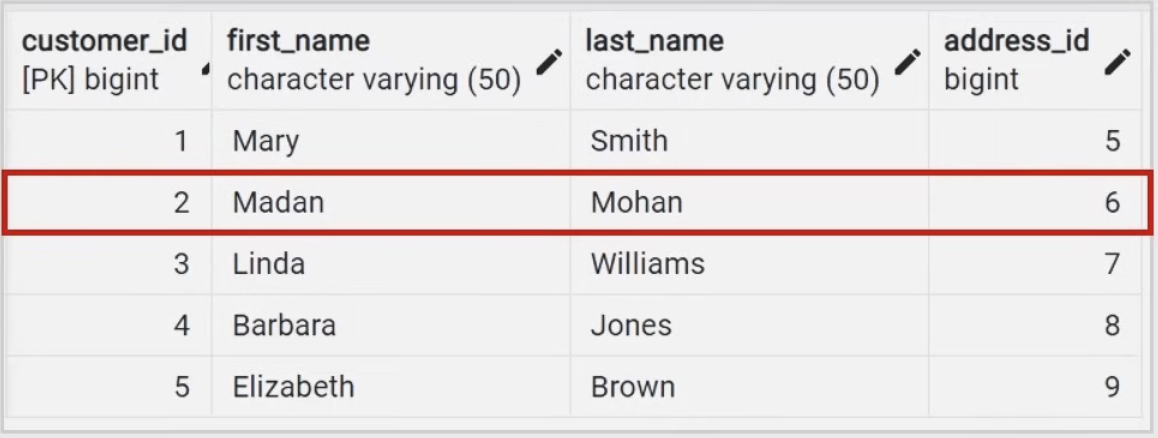 customer_id first_name last_name address_id
[PK] bigint character varying (50) character varying (50) bigint
1 Mary Smith 5
2 Madan Mohan 6
3 Linda Williams 7
4 Barbara Jones 8
5 Elizabeth Brown 9